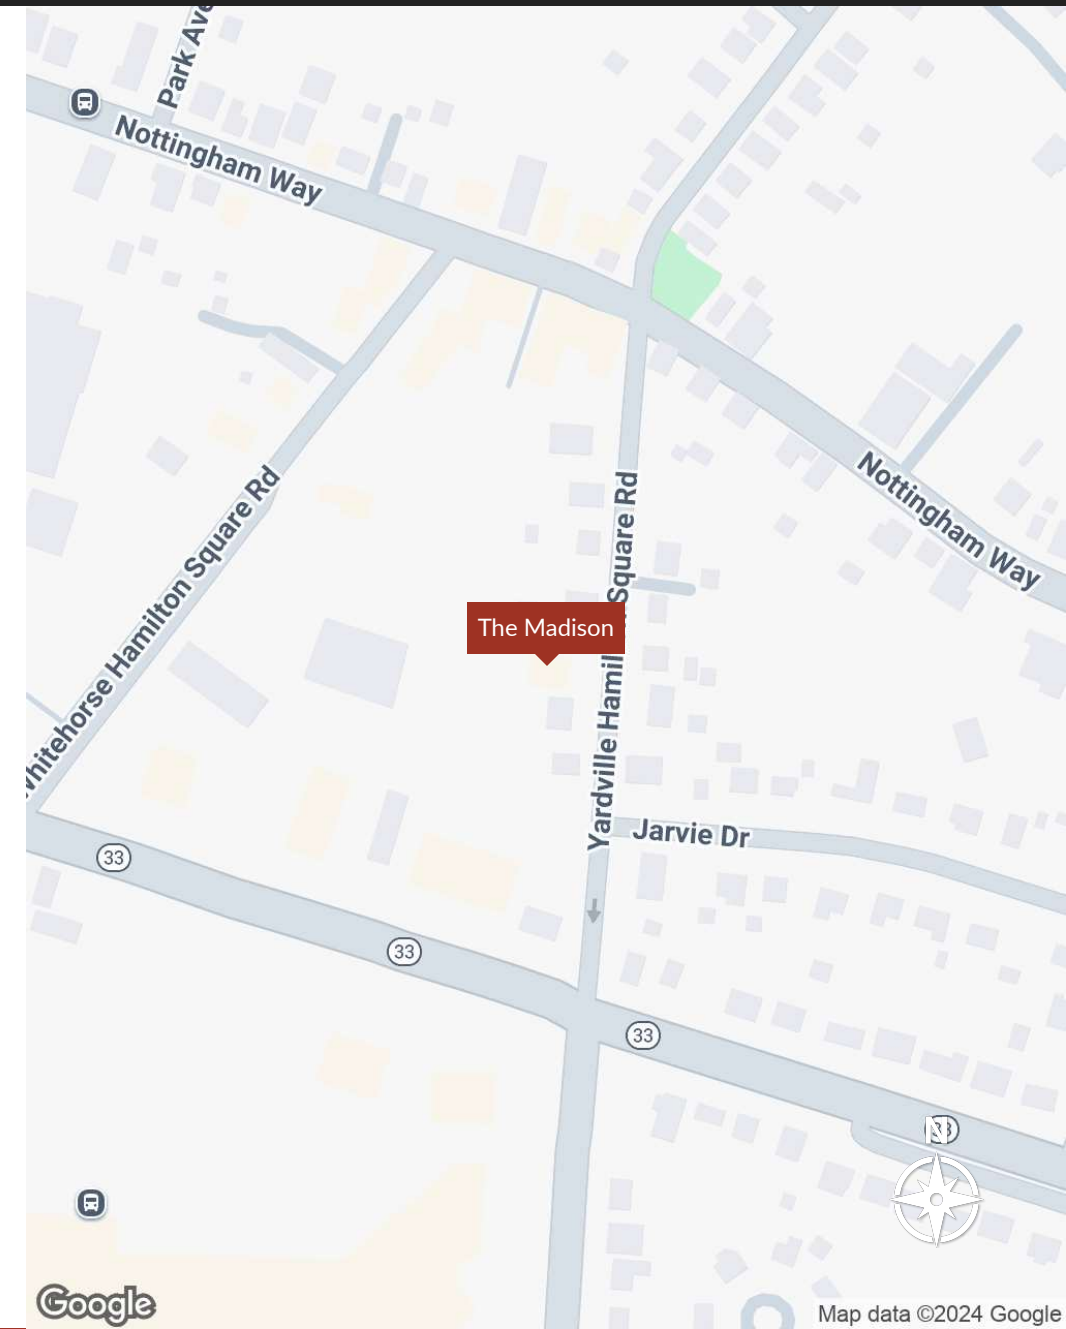 Park Ave
Nottingham Way
Nottingham Way
Whitehorse Hamilton Square Rd
Square Rd
The Madison
Yardville Hamil
Jarvie Dr
33
33
33
N
33
Google
Map data ©2024 Google